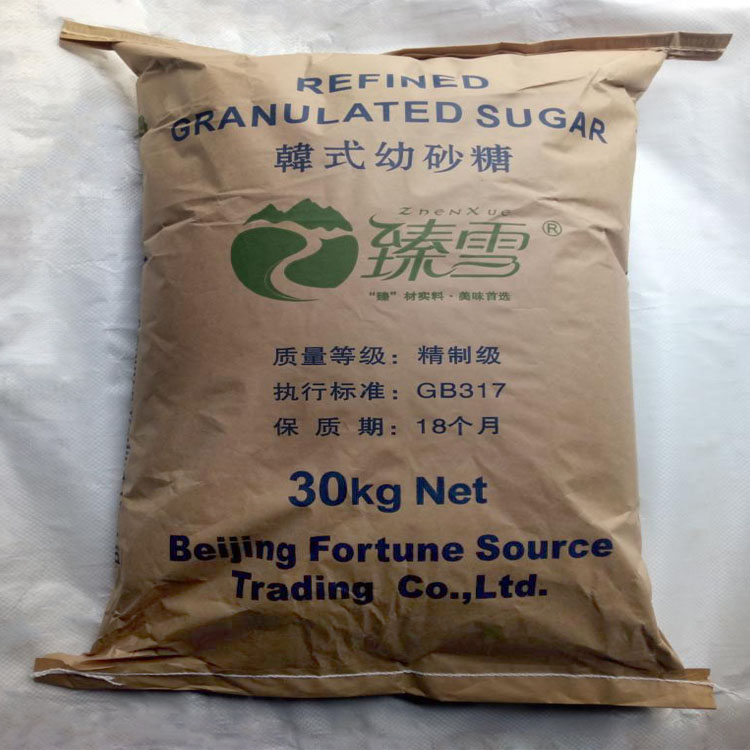 REFINED
GRANULATED SUGAR
韓式幼砂糖
ZhenXue
臻雪®
“臻”材实料·美味首选
质量等级：精制级
执行标准：GB317
保质期：18个月
30kg Net
Beijing Fortune Source
Trading Co.,Ltd.